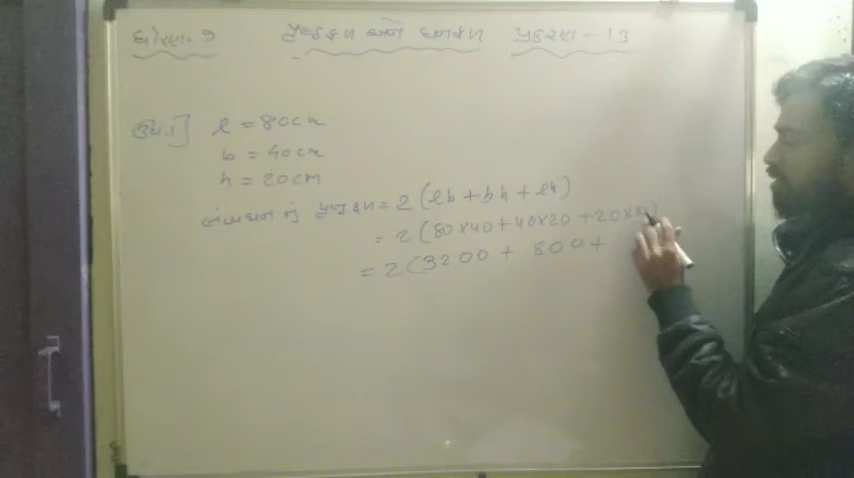 ધોરણ-9 પૃષ્ઠફળ અને ઘનફળ પ્રકરણ-13
ઉદા.1] l = 80cm
b = 40cm
h = 20cm
લંબઘન નું પૃષ્ઠફળ = 2(lb + bh + lh)
= 2(80×40 + 40×20 + 20×80)
= 2(3200 + 800 +